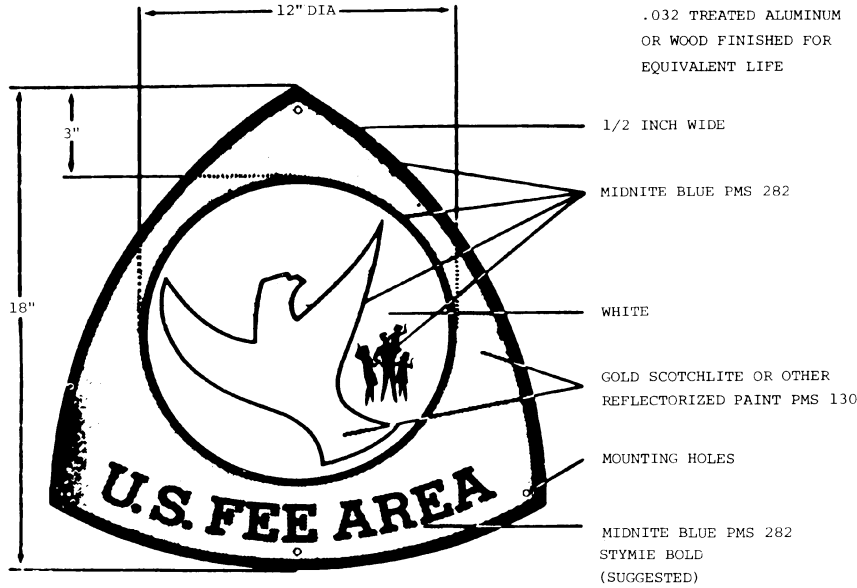 12" DIA
.032 TREATED ALUMINUM
OR WOOD FINISHED FOR
EQUIVALENT LIFE
3"
1/2 INCH WIDE
MIDNITE BLUE PMS 282
18"
WHITE
GOLD SCOTCHLITE OR OTHER
REFLECTORIZED PAINT PMS 130
MOUNTING HOLES
U.S. FEE AREA
MIDNITE BLUE PMS 282
STYMIE BOLD
(SUGGESTED)